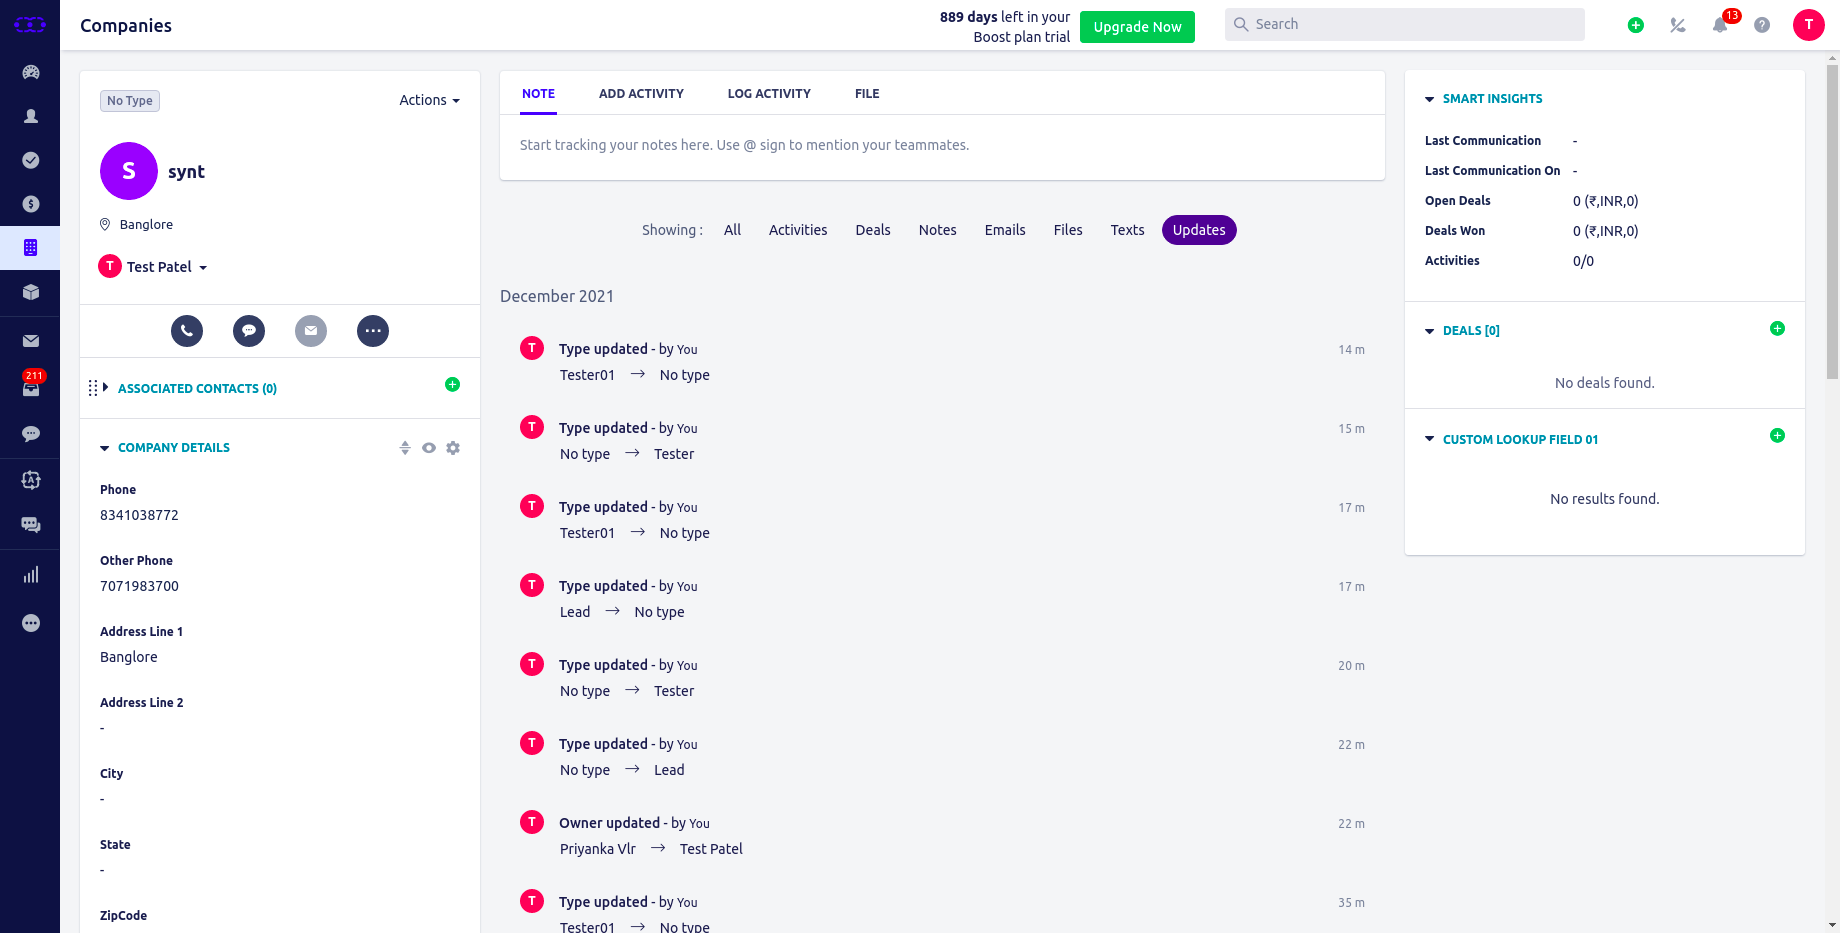 Companies
889 days left in your
Boost plan trial
Upgrade Now
Search
13
T
211
No Type
Actions
S
synt
Banglore
T
Test Patel
ASSOCIATED CONTACTS (0)
COMPANY DETAILS
Phone
8341038772
Other Phone
7071983700
Address Line 1
Banglore
Address Line 2
-
City
-
State
-
ZipCode
NOTE ADD ACTIVITY LOG ACTIVITY FILE
Start tracking your notes here. Use @ sign to mention your teammates.
Showing : All Activities Deals Notes Emails Files Texts Updates
December 2021
T Type updated - by You 14 m
Tester01 → No type
T Type updated - by You 15 m
No type → Tester
T Type updated - by You 17 m
Tester01 → No type
T Type updated - by You 17 m
Lead → No type
T Type updated - by You 20 m
No type → Tester
T Type updated - by You 22 m
No type → Lead
T Owner updated - by You 22 m
Priyanka Vlr → Test Patel
T Type updated - by You 35 m
Tester01 → No type
SMART INSIGHTS
Last Communication -
Last Communication On -
Open Deals 0 (₹,INR,0)
Deals Won 0 (₹,INR,0)
Activities 0/0
DEALS [0]
No deals found.
CUSTOM LOOKUP FIELD 01
No results found.